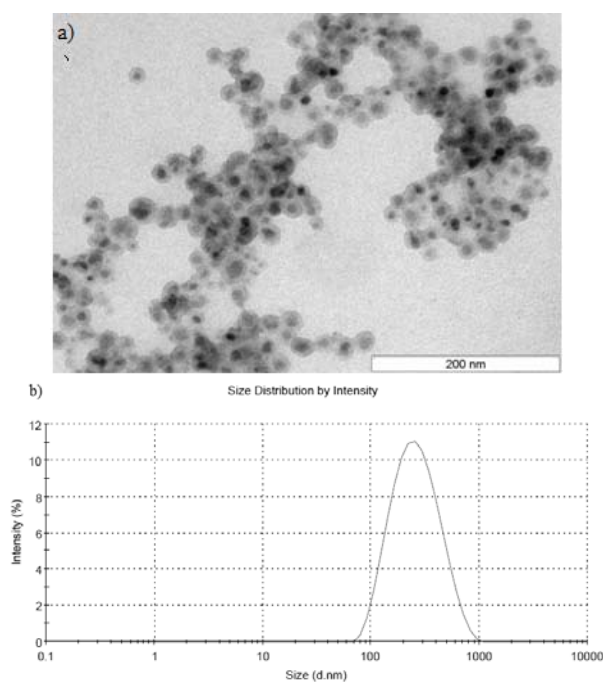 a)
200 nm
b)
Size Distribution by Intensity
12
10
8
6
4
2
0
Intensity (%)
0.1 1 10 100 1000 10000
Size (d.nm)